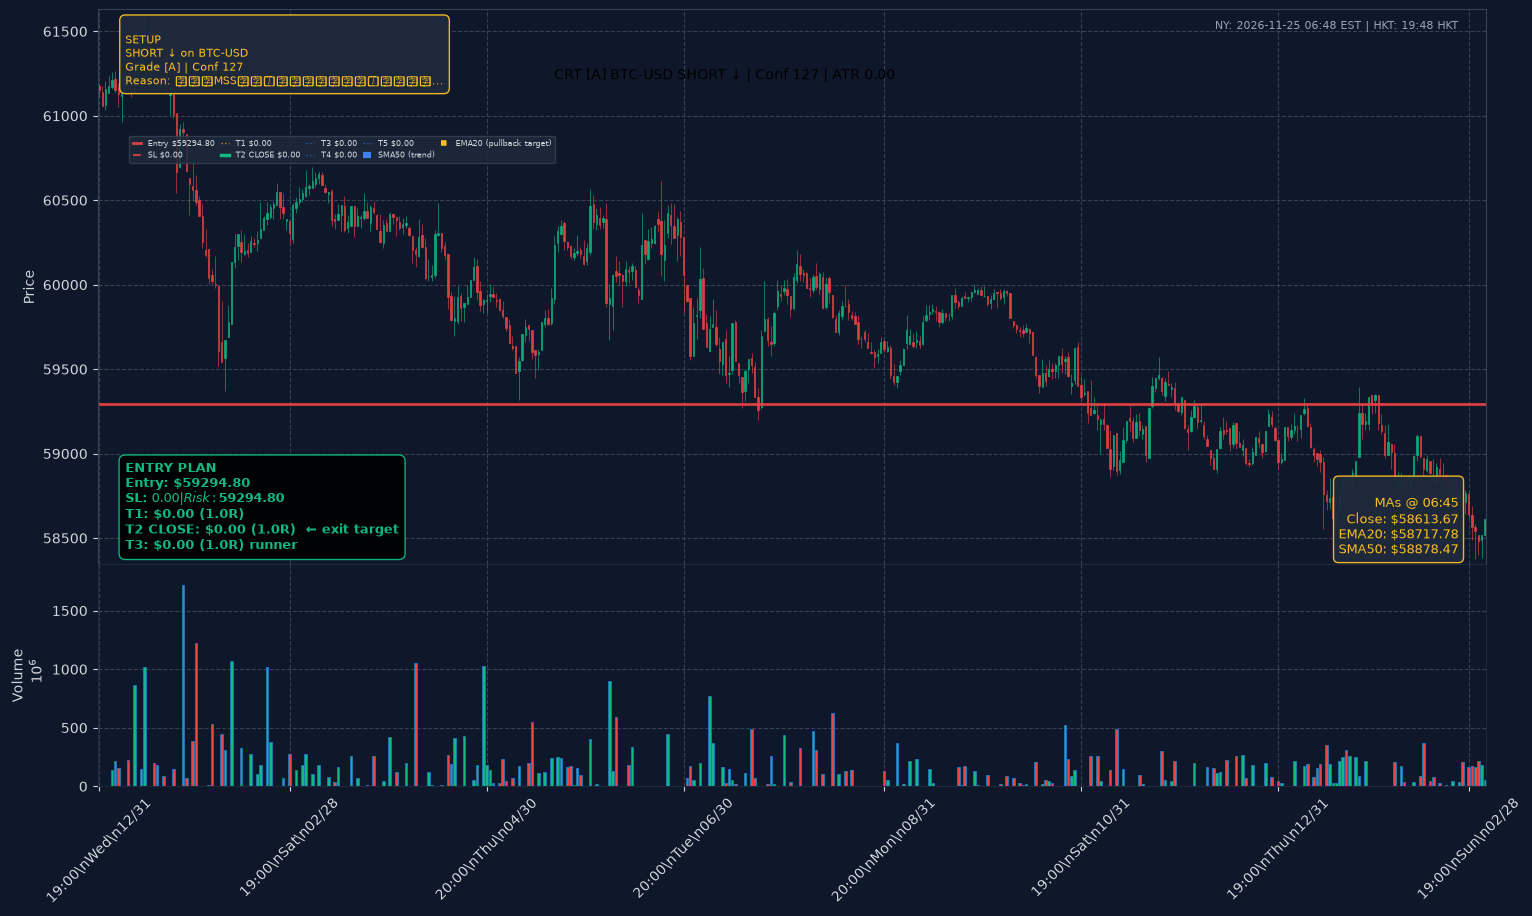 NY: 2026-11-25 06:48 EST | HKT: 19:48 HKT
SETUP
SHORT ↓ on BTC-USD
Grade [A] | Conf 127
Reason: MSS
CRT [A] BTC-USD SHORT ↓ | Conf 127 | ATR 0.00
Entry $59294.80
SL $0.00
T1 $0.00
T2 CLOSE $0.00
T3 $0.00
T4 $0.00
T5 $0.00
SMA50 (trend)
EMA20 (pullback target)
Price
61500
61000
60500
60000
59500
59000
58500
ENTRY PLAN
Entry: $59294.80
SL: 0.00|Risk:59294.80
T1: $0.00 (1.0R)
T2 CLOSE: $0.00 (1.0R) ← exit target
T3: $0.00 (1.0R) runner
MAs @ 06:45
Close: $58613.67
EMA20: $58717.78
SMA50: $58878.47
Volume
10⁶
1500
1000
500
0
19:00\nWed\n12/31
19:00\nSat\n02/28
20:00\nThu\n04/30
20:00\nTue\n06/30
20:00\nMon\n08/31
19:00\nSat\n10/31
19:00\nThu\n12/31
19:00\nSun\n02/28